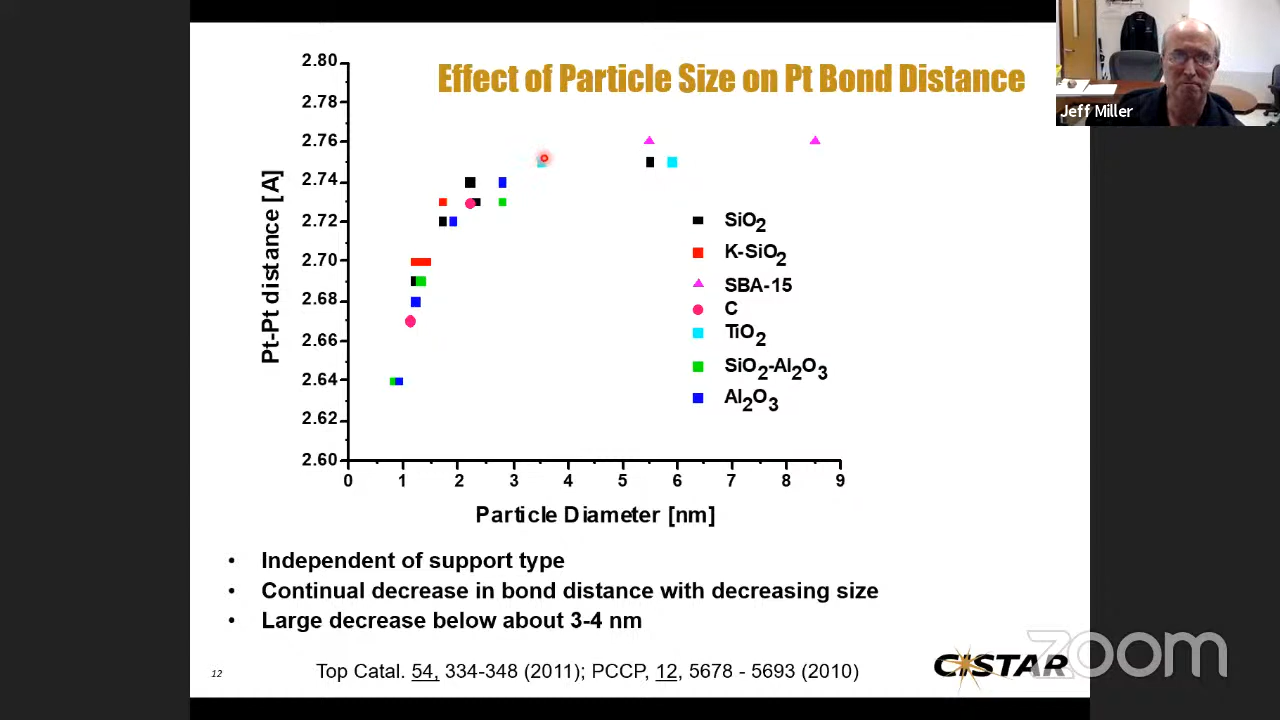 Effect of Particle Size on Pt Bond Distance
Jeff Miller
2.80
2.78
2.76
2.74
2.72
2.70
2.68
2.66
2.64
2.62
2.60
Pt-Pt distance [A]
SiO2
K-SiO2
SBA-15
C
TiO2
SiO2-Al2O3
Al2O3
0 1 2 3 4 5 6 7 8 9
Particle Diameter [nm]
• Independent of support type
• Continual decrease in bond distance with decreasing size
• Large decrease below about 3-4 nm
12
Top Catal. 54, 334-348 (2011); PCCP, 12, 5678 - 5693 (2010)
CISTAR
zoom